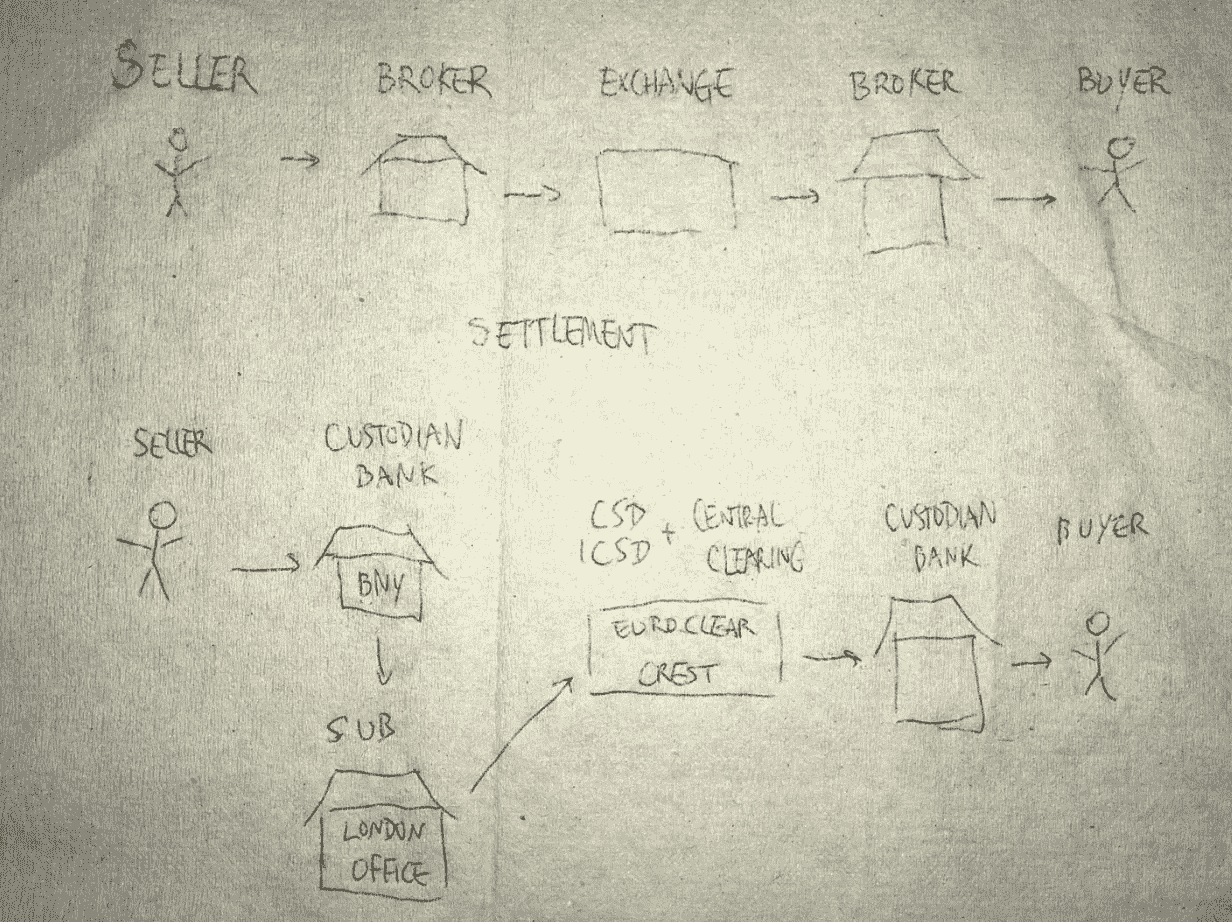 SELLER
BROKER
EXCHANGE
BROKER
BUYER
SETTLEMENT
SELLER
CUSTODIAN
BANK
BNY
SUB
LONDON
OFFICE
CSD + CENTRAL
ICSD CLEARING
EUROCLEAR
CREST
CUSTODIAN
BANK
BUYER